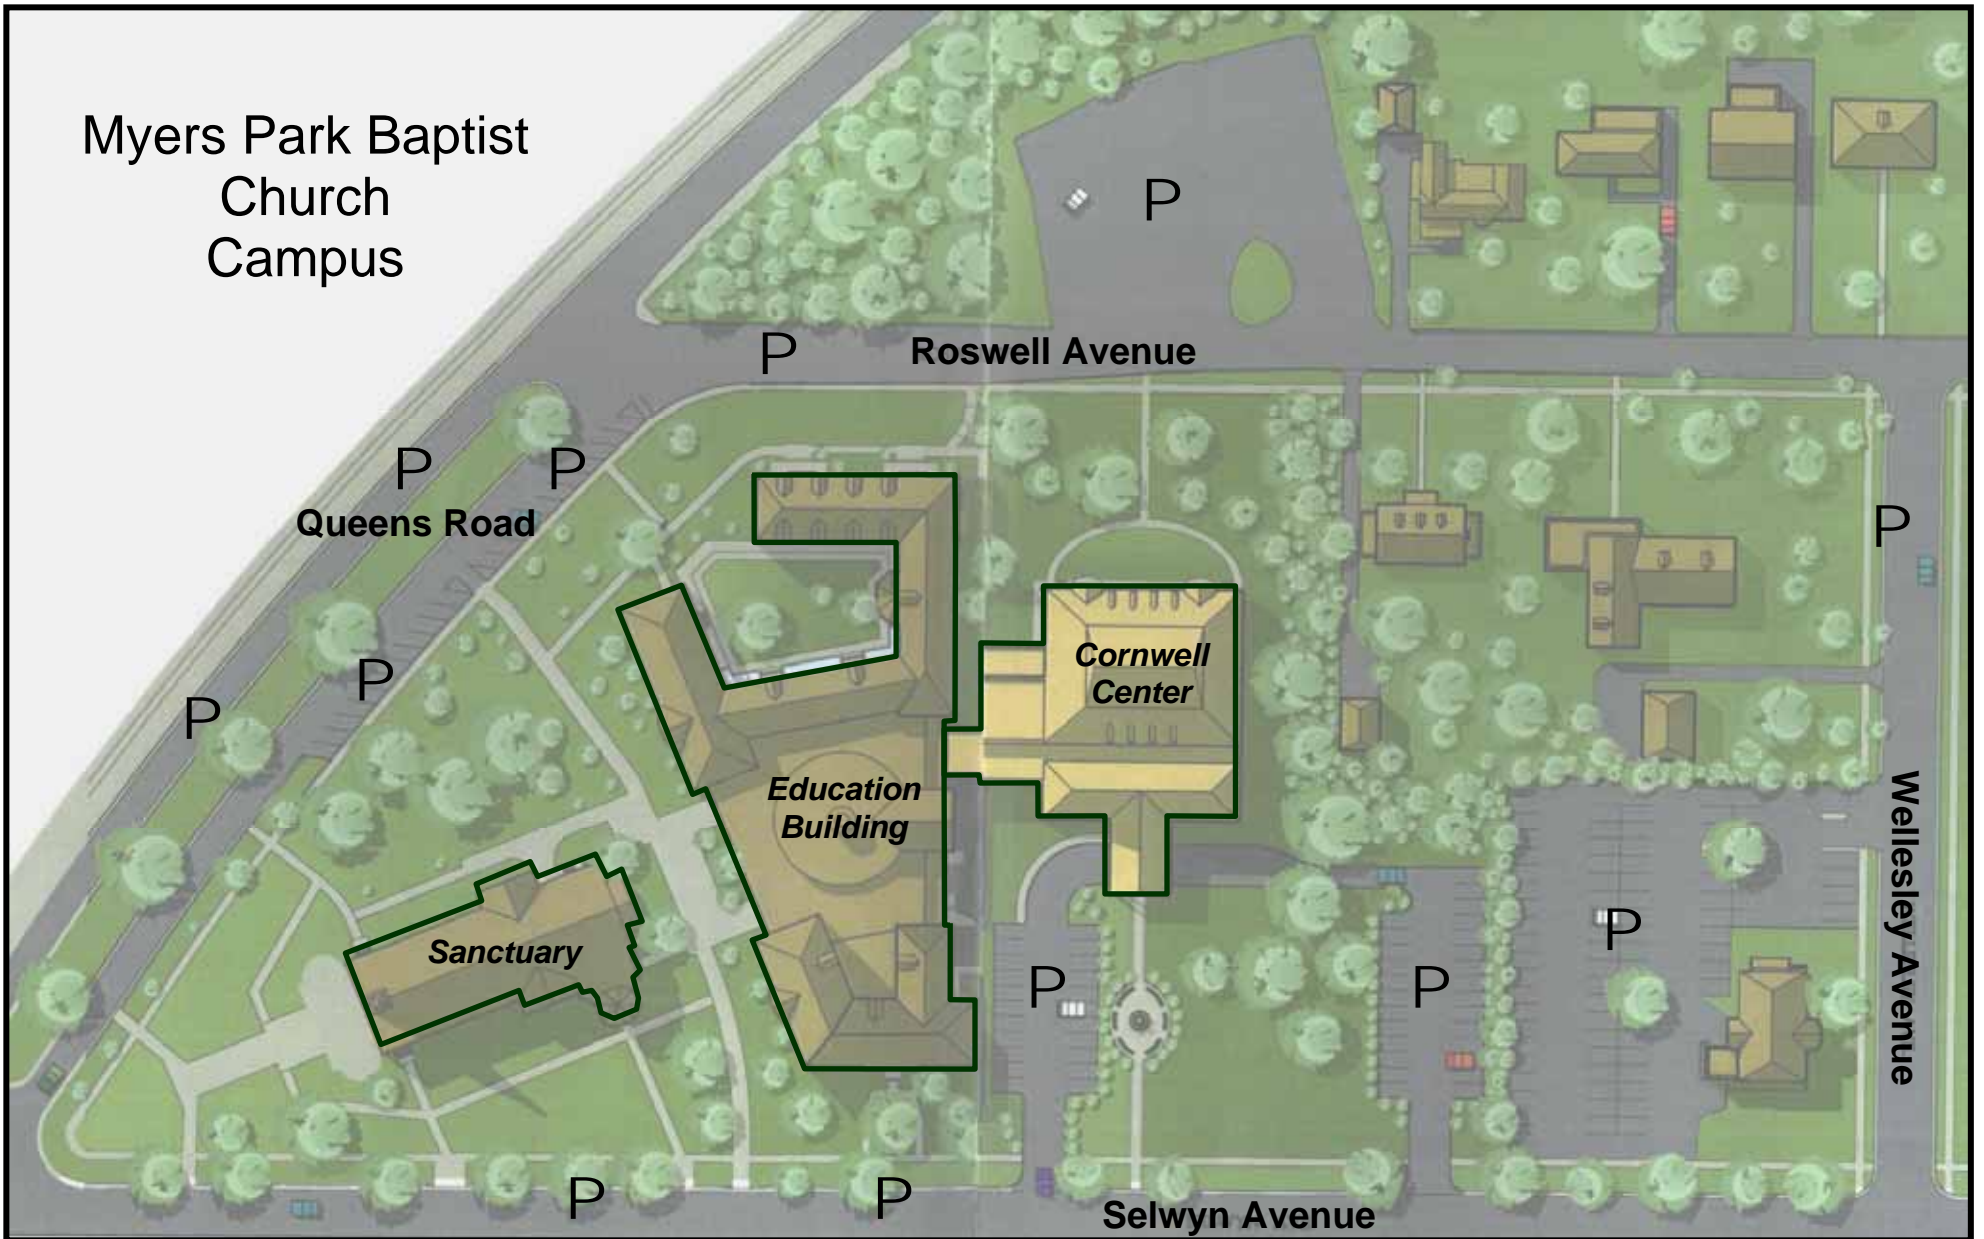 Myers Park Baptist
Church
Campus
P
P
Roswell Avenue
P
P
Queens Road
P
Cornwell
Center
P
P
Education
Building
Wellesley Avenue
P
Sanctuary
P
P
P
P
Selwyn Avenue